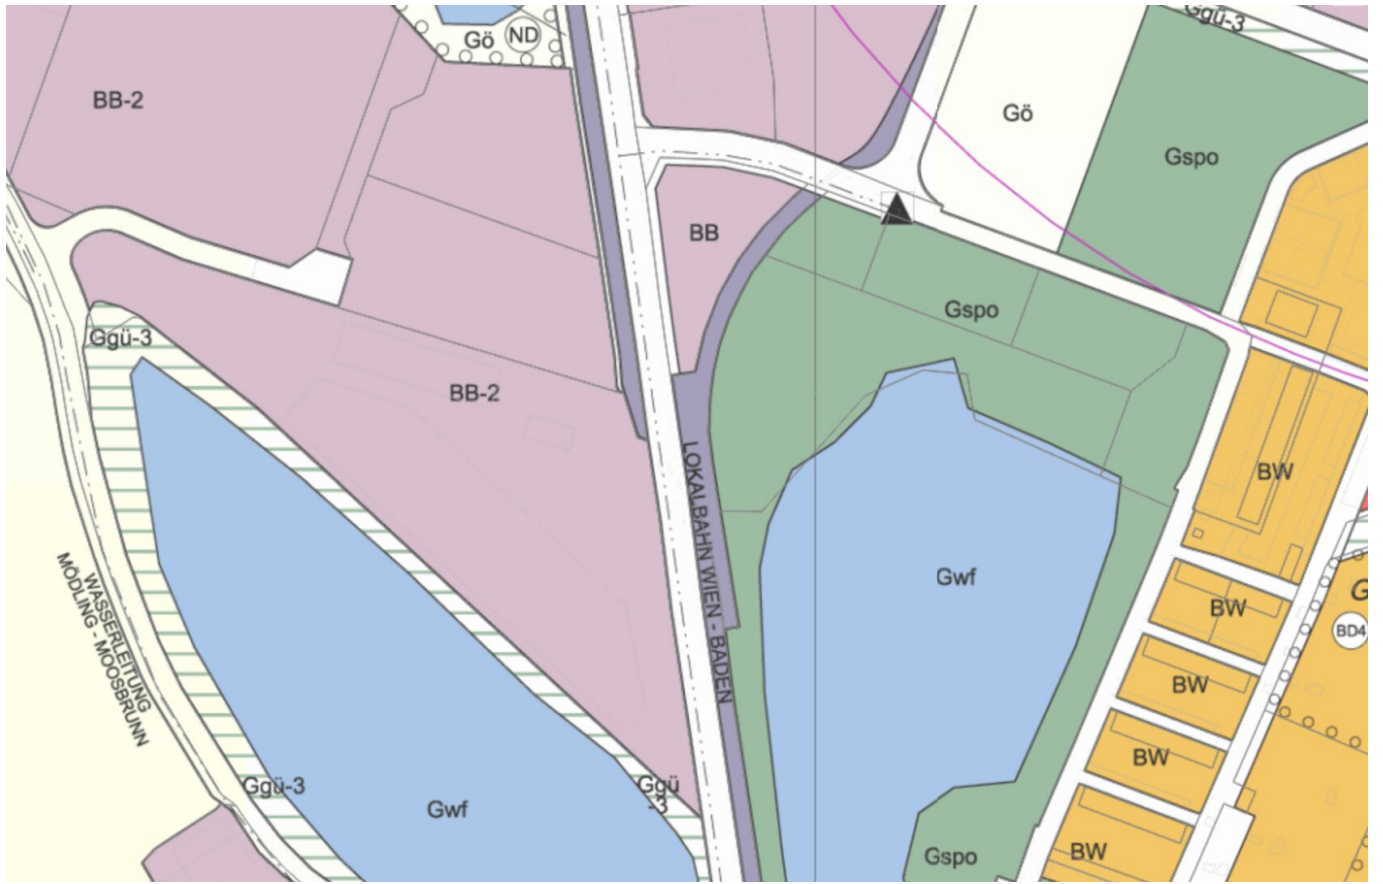 Ggü-3
Gö
ND
BB-2
Gö
Gspo
BB
Gspo
Ggü-3
BB-2
BW
LOKALBAHN WIEN - BADEN
Gwf
WASSERLEITUNG
MÖDLING - MOOSBRUNN
BW
G
BD4
BW
BW
Ggü-3
Ggü
-3
Gwf
BW
Gspo